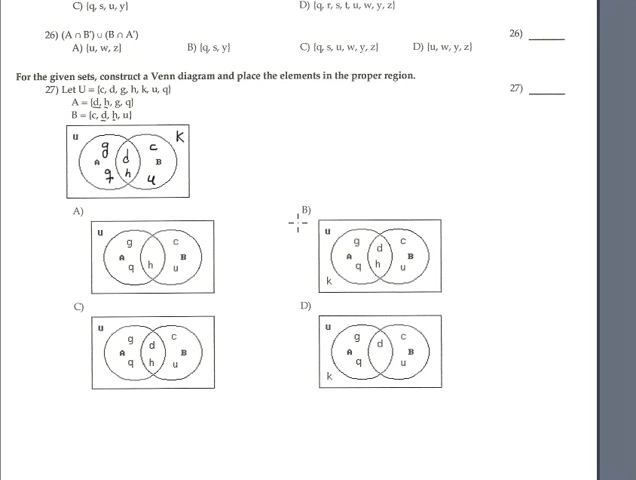 C) {q, s, u, y}
D) {q, r, s, t, u, w, y, z}
26) (A ∩ B') ∪ (B ∩ A')
26)
A) {u, w, z}
B) {q, s, y}
C) {q, s, u, w, y, z}
D) {u, w, y, z}
For the given sets, construct a Venn diagram and place the elements in the proper region.
27) Let U = {c, d, g, h, k, u, q}
27)
A = {d, h, g, q}
B = {c, d, h, u}
U k
g c
A d B
q h u
A)
U
g c
A B
q h u
B)
U
g d c
A B
q h u
k
C)
U
g d c
A B
q h u
D)
U
g d c
A B
q u
k